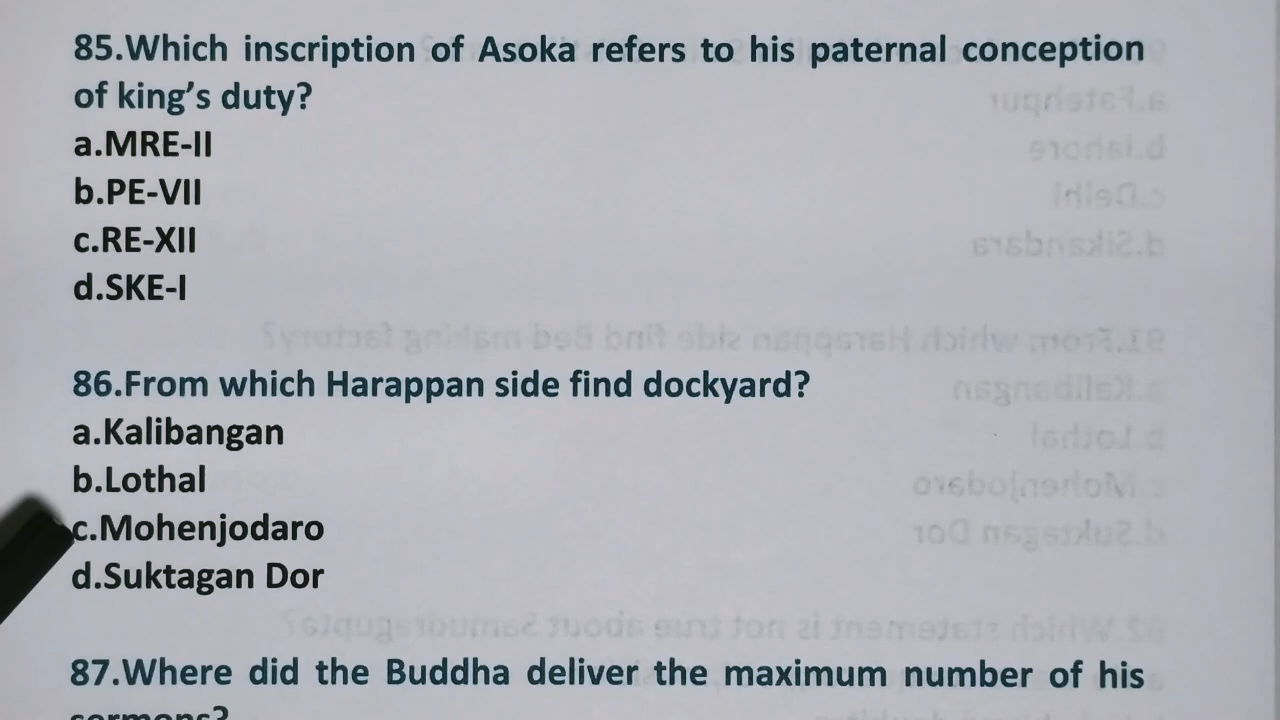 85.Which inscription of Asoka refers to his paternal conception
of king's duty?
a.MRE-II
b.PE-VII
c.RE-XII
d.SKE-I
86.From which Harappan side find dockyard?
a.Kalibangan
b.Lothal
c.Mohenjodaro
d.Suktagan Dor
87.Where did the Buddha deliver the maximum number of his
sermons?